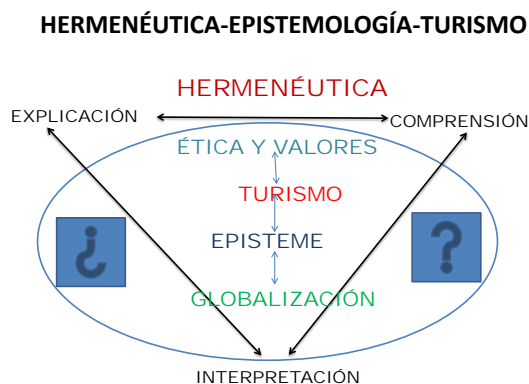 HERMENÉUTICA-EPISTEMOLOGÍA-TURISMO
HERMENÉUTICA
EXPLICACIÓN
COMPRENSIÓN
ÉTICA Y VALORES
TURISMO
¿
EPISTEME
?
GLOBALIZACIÓN
INTERPRETACIÓN